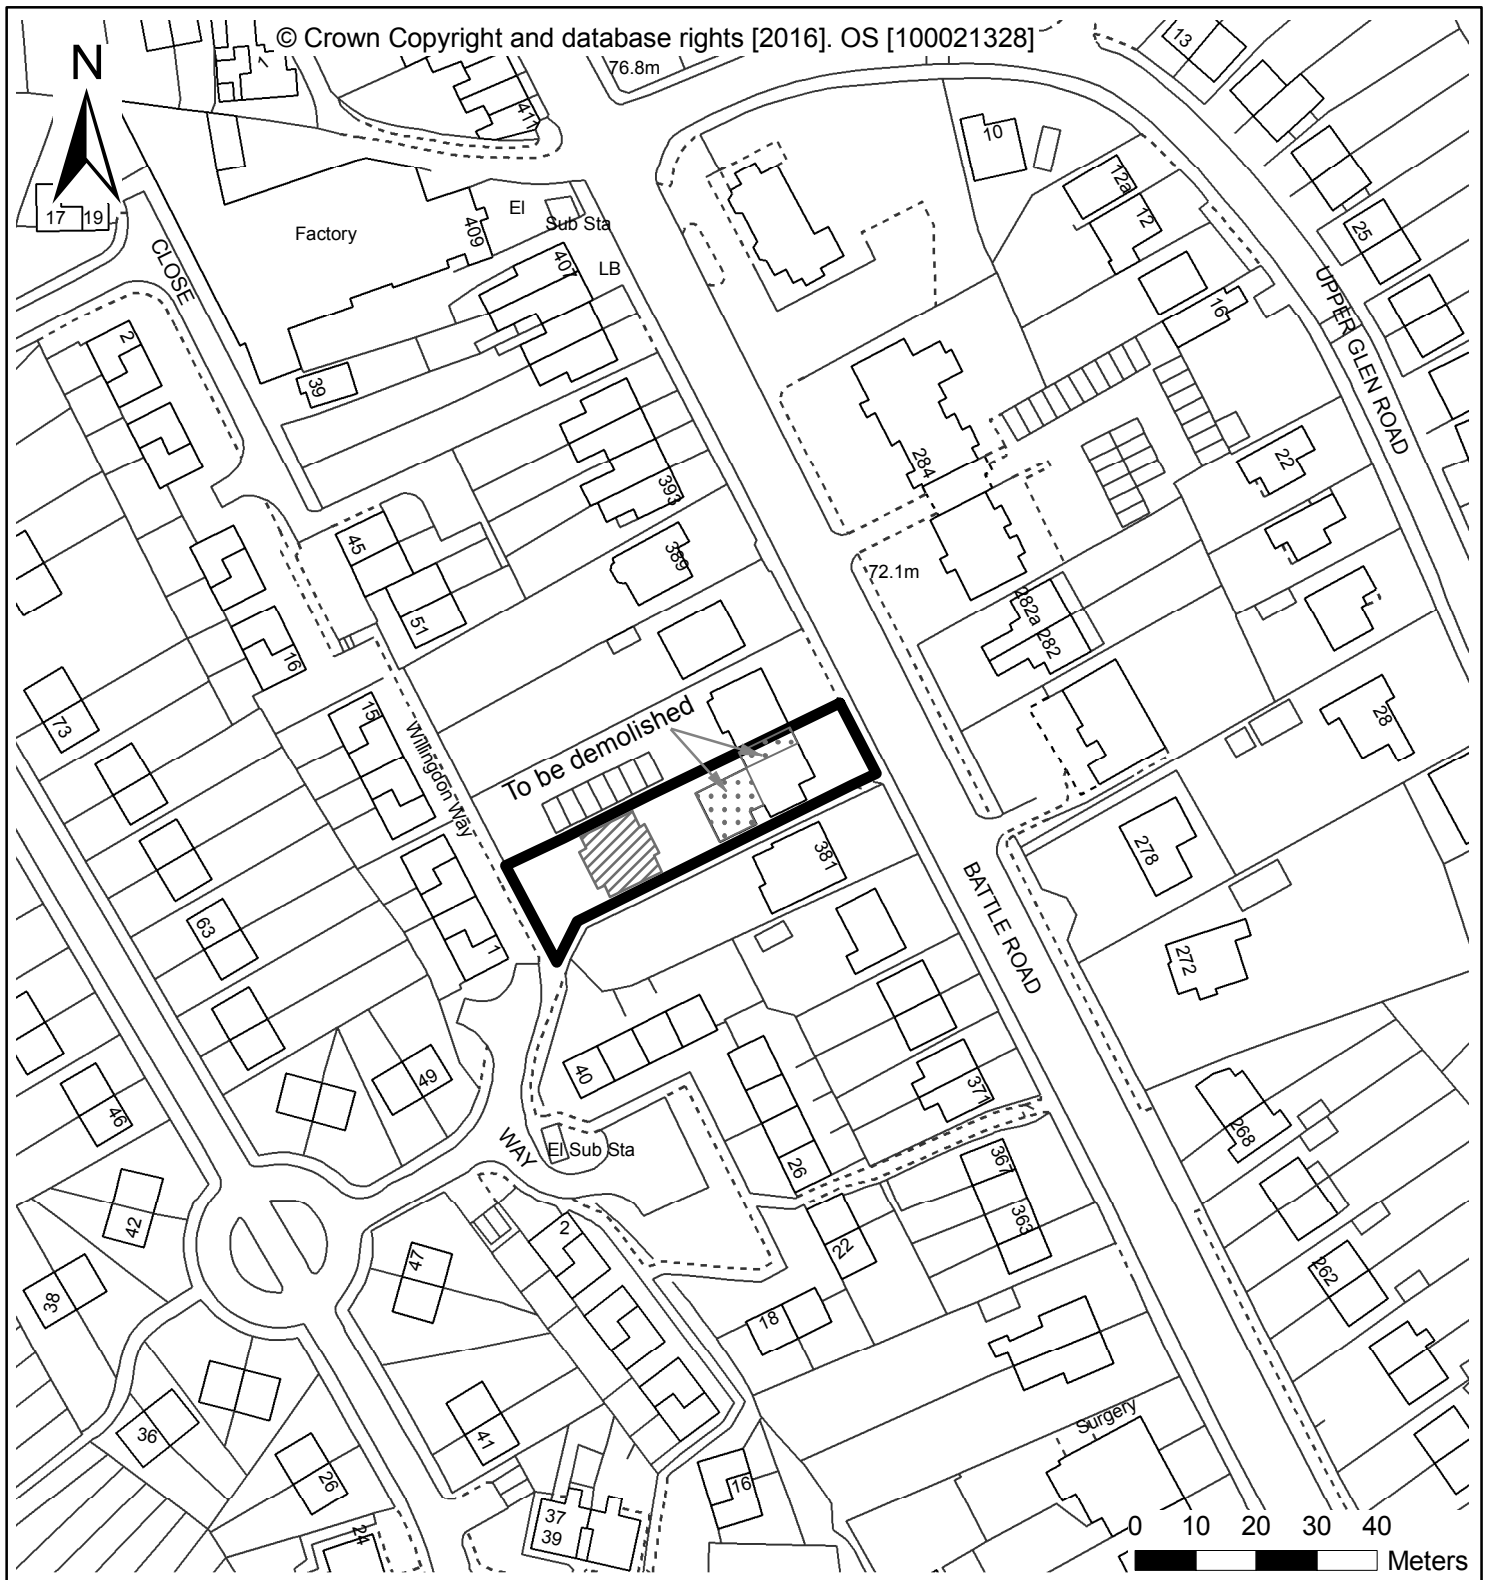 © Crown Copyright and database rights [2016]. OS [100021328]
N
76.8m
13
7
411
10
12a
12
17
19
El
Sub Sta
Factory
409
25
CLOSE
407
LB
UPPER GLEN ROAD
16
2
39
284
393
22
45
389
72.1m
51
282a
282
16
73
15
28
To be demolished
Willingdon Way
381
278
BATTLE ROAD
63
1
272
40
49
371
46
268
WAY
El Sub Sta
26
367
363
42
2
22
47
262
38
18
36
41
26
Surgery
16
37
39
24
0 10 20 30 40
Meters